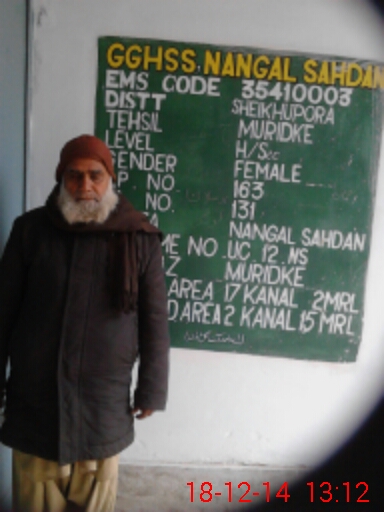 GGHSS, NANGAL SAHDAN
EMS CODE 35410003
DISTT SHEIKHUPORA
TEHSIL MURIDKE
LEVEL H/Sec
GENDER FEMALE
P. NO. 163
NO. 131
NANGAL SAHDAN
ME NO. UC. 12. NS
Z MURIDKE
AREA 17 KANAL 2MRL
D AREA 2 KANAL 15 MRL
18-12-14 13:12